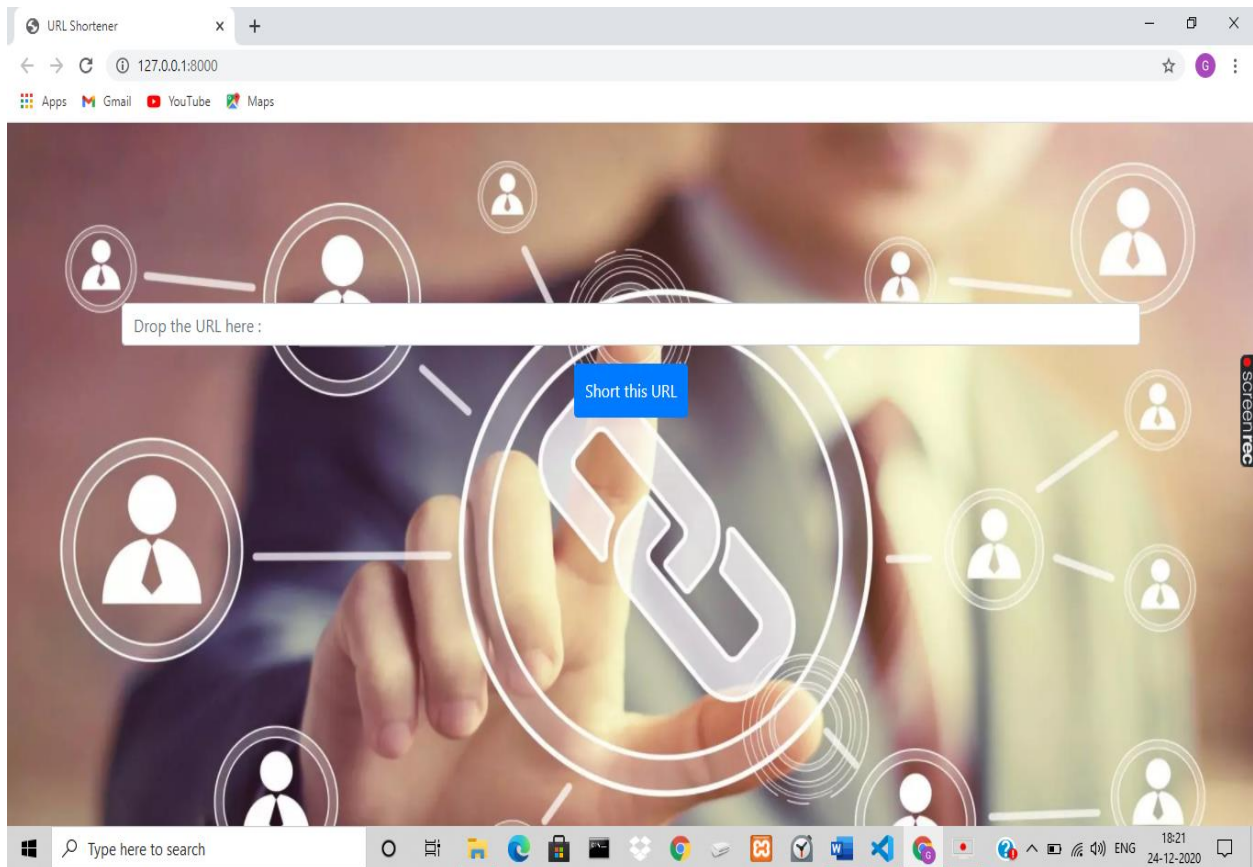 URL Shortener
127.0.0.1:8000
G
Apps Gmail YouTube Maps
Drop the URL here :
Short this URL
screenrec
Type here to search
ENG
18:21
24-12-2020